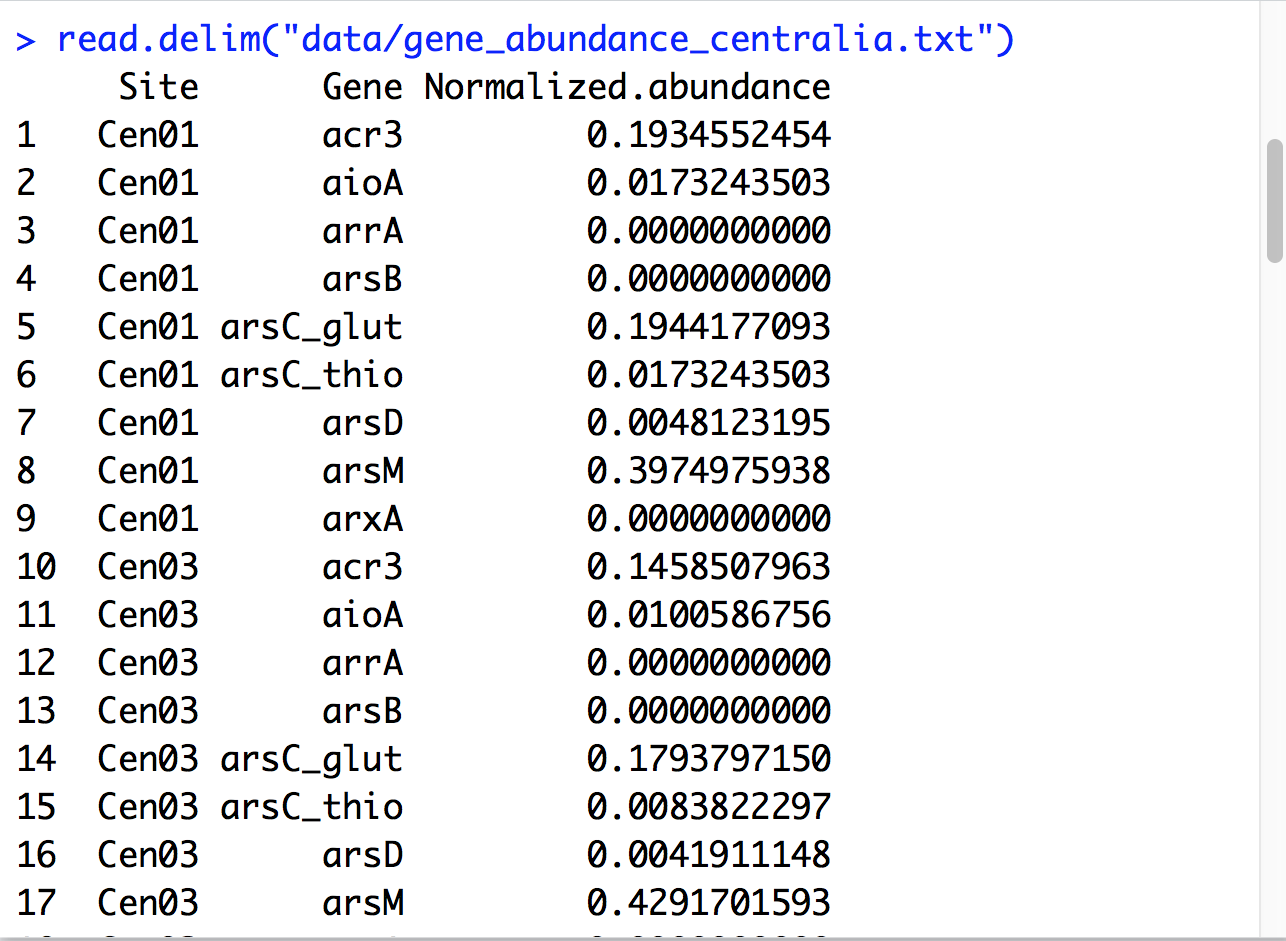 > read.delim("data/gene_abundance_centralia.txt")
Site Gene Normalized.abundance
1 Cen01 acr3 0.1934552454
2 Cen01 aioA 0.0173243503
3 Cen01 arrA 0.0000000000
4 Cen01 arsB 0.0000000000
5 Cen01 arsC_glut 0.1944177093
6 Cen01 arsC_thio 0.0173243503
7 Cen01 arsD 0.0048123195
8 Cen01 arsM 0.3974975938
9 Cen01 arxA 0.0000000000
10 Cen03 acr3 0.1458507963
11 Cen03 aioA 0.0100586756
12 Cen03 arrA 0.0000000000
13 Cen03 arsB 0.0000000000
14 Cen03 arsC_glut 0.1793797150
15 Cen03 arsC_thio 0.0083822297
16 Cen03 arsD 0.0041911148
17 Cen03 arsM 0.4291701593